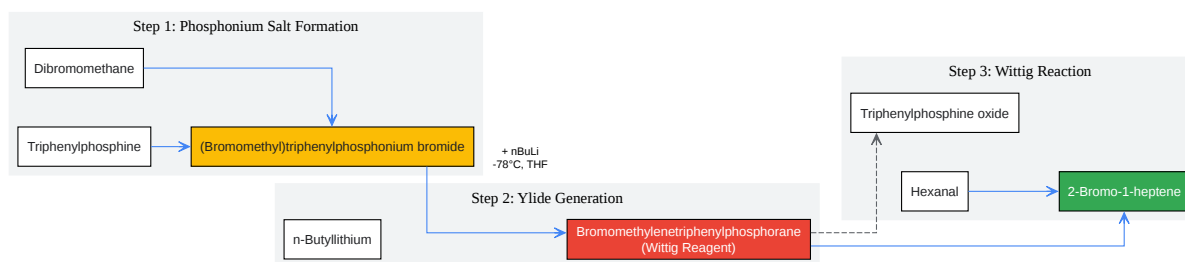 Step 1: Phosphonium Salt Formation
Dibromomethane
Triphenylphosphine
(Bromomethyl)triphenylphosphonium bromide
+ nBuLi
-78°C, THF
Step 2: Ylide Generation
n-Butyllithium
Bromomethylenetriphenylphosphorane
(Wittig Reagent)
Step 3: Wittig Reaction
Triphenylphosphine oxide
Hexanal
2-Bromo-1-heptene